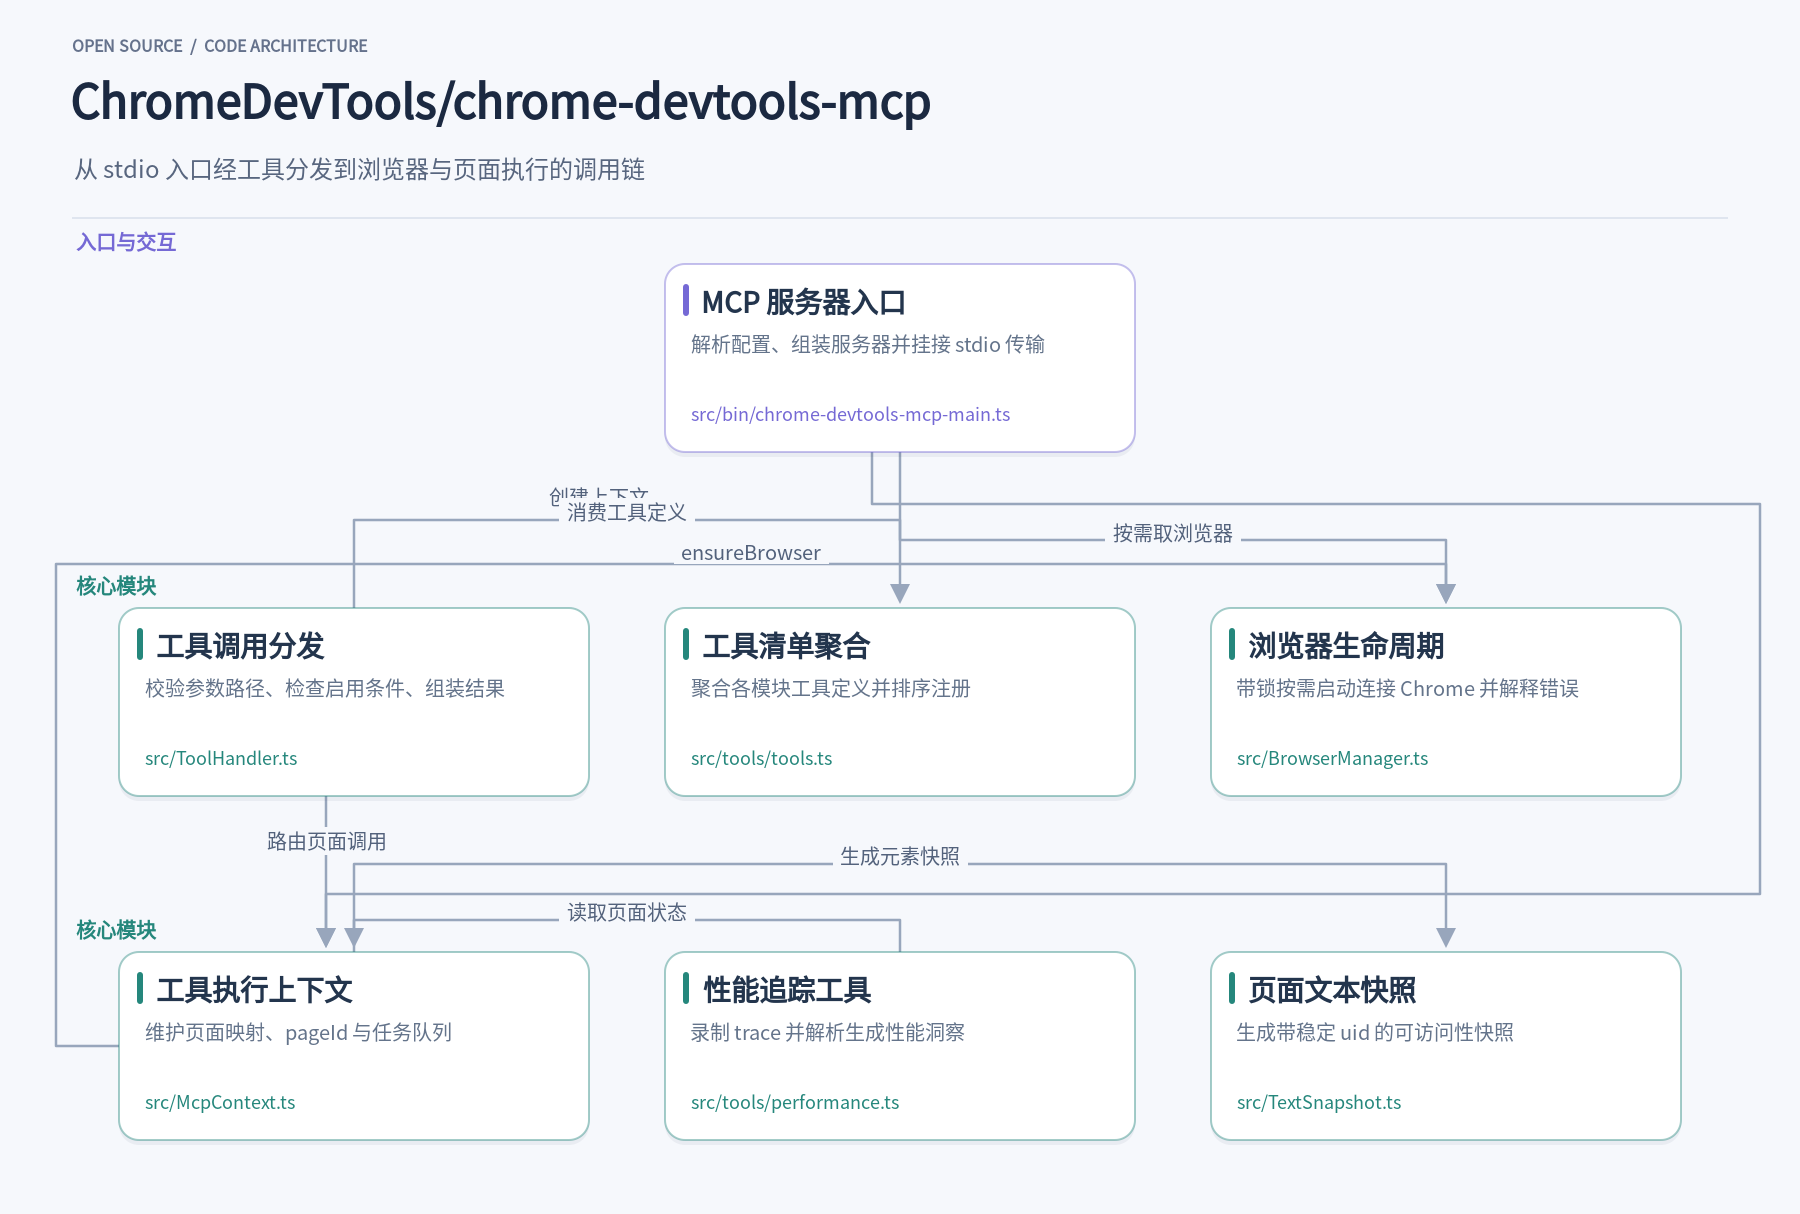 OPEN SOURCE / CODE ARCHITECTURE
ChromeDevTools/chrome-devtools-mcp
从 stdio 入口经工具分发到浏览器与页面执行的调用链
入口与交互
MCP 服务器入口
解析配置、组装服务器并挂接 stdio 传输
src/bin/chrome-devtools-mcp-main.ts
创建上下文
消费工具定义
按需取浏览器
ensureBrowser
核心模块
工具调用分发
校验参数路径、检查启用条件、组装结果
src/ToolHandler.ts
工具清单聚合
聚合各模块工具定义并排序注册
src/tools/tools.ts
浏览器生命周期
带锁按需启动连接 Chrome 并解释错误
src/BrowserManager.ts
路由页面调用
生成元素快照
读取页面状态
核心模块
工具执行上下文
维护页面映射、pageId 与任务队列
src/McpContext.ts
性能追踪工具
录制 trace 并解析生成性能洞察
src/tools/performance.ts
页面文本快照
生成带稳定 uid 的可访问性快照
src/TextSnapshot.ts